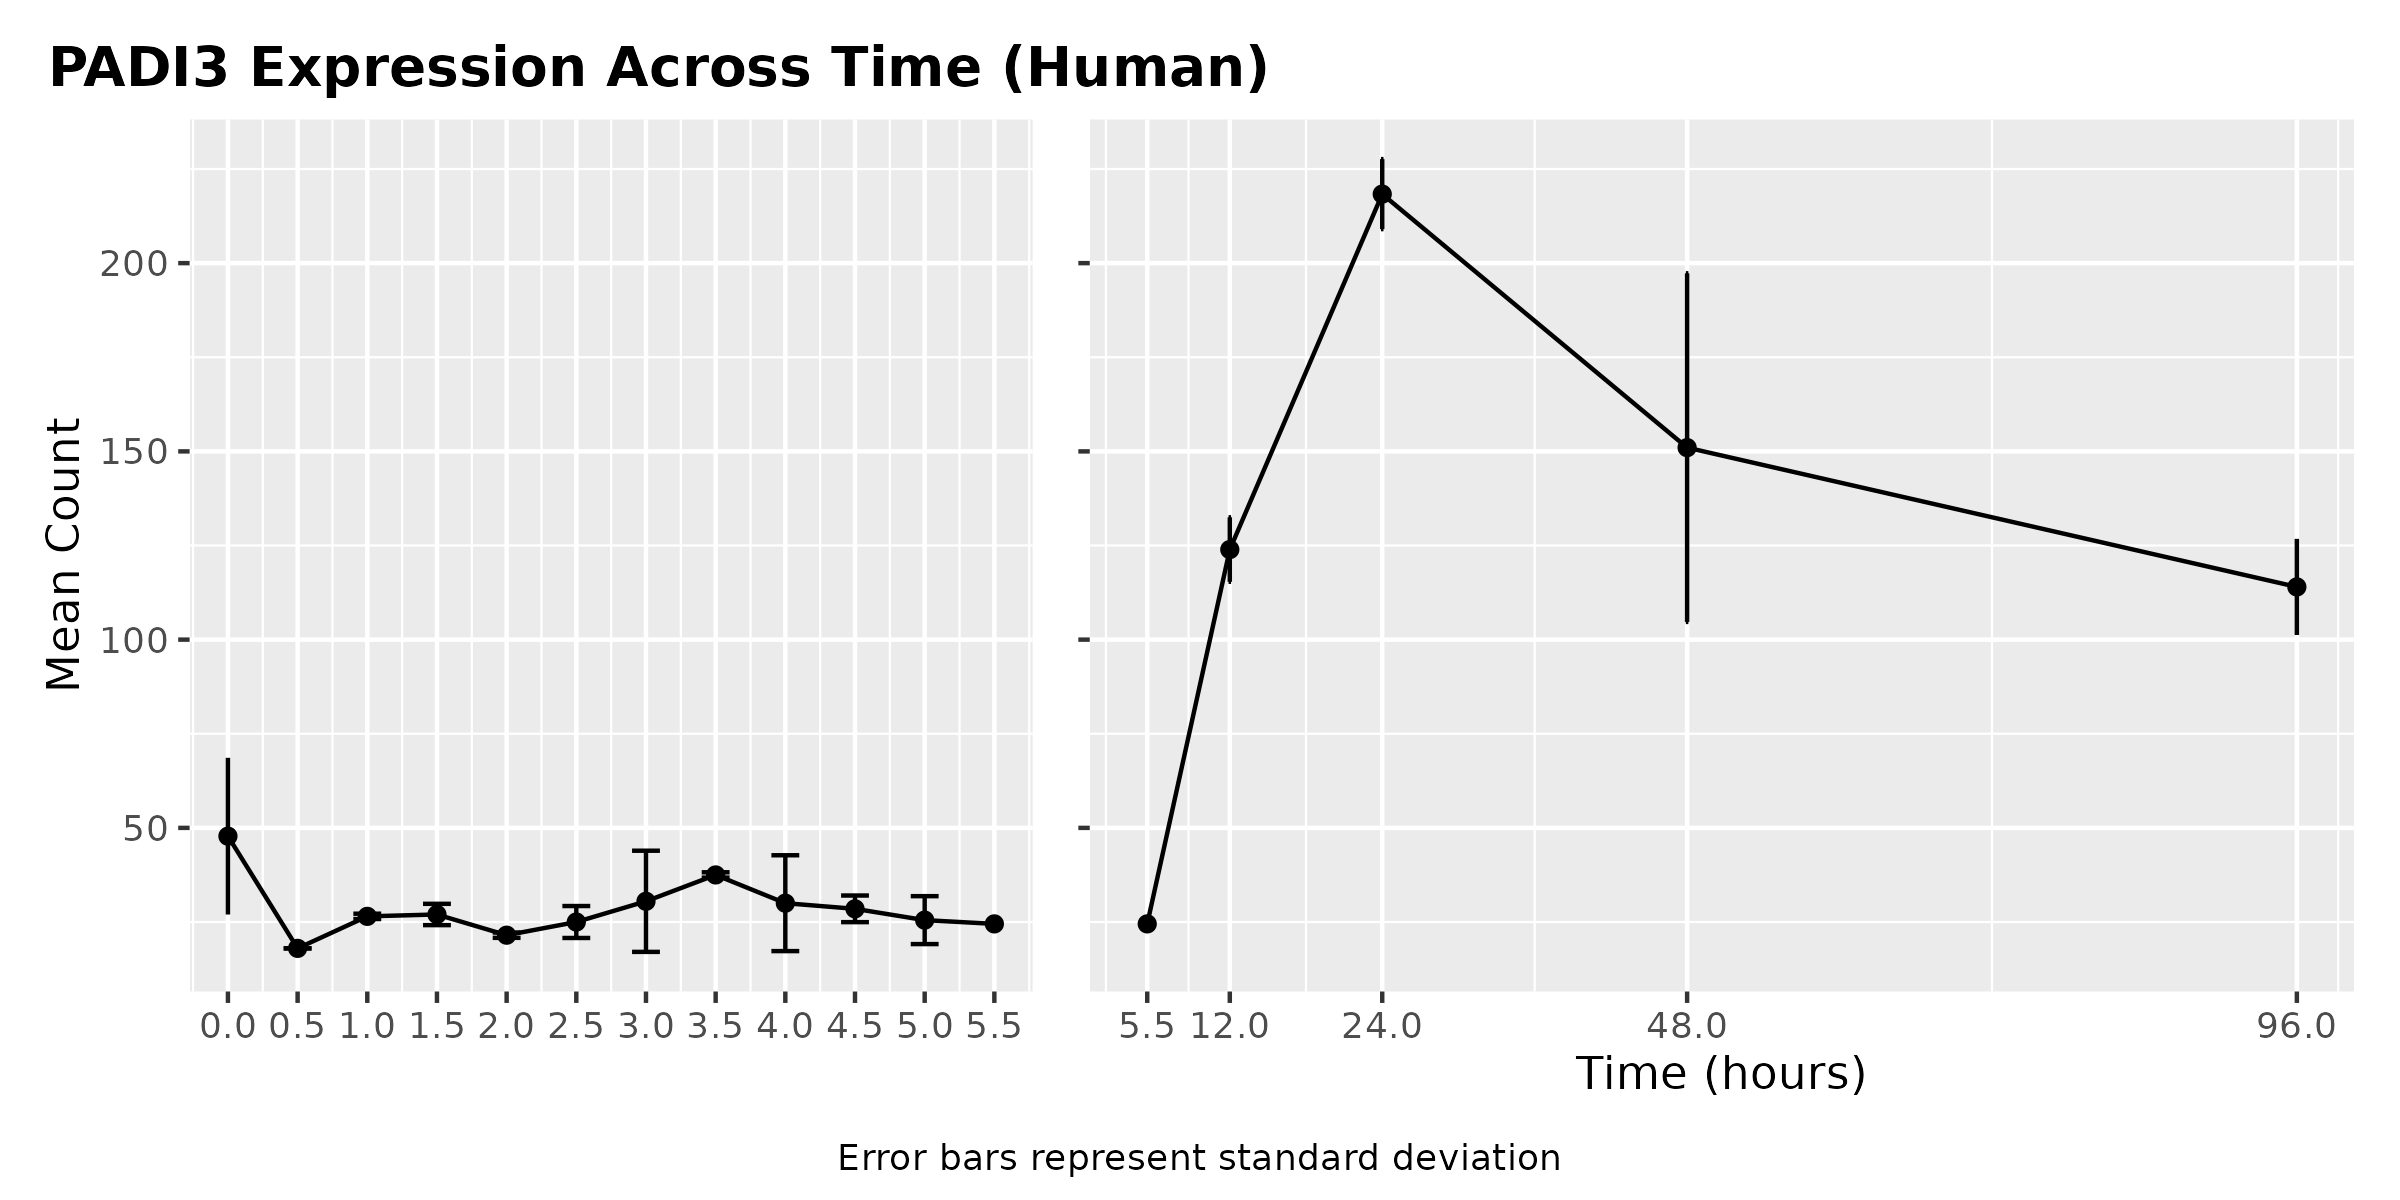 PADI3 Expression Across Time (Human)
Mean Count
200
150
100
50
0.0 0.5 1.0 1.5 2.0 2.5 3.0 3.5 4.0 4.5 5.0 5.5
5.5 12.0 24.0 48.0 96.0
Time (hours)
Error bars represent standard deviation